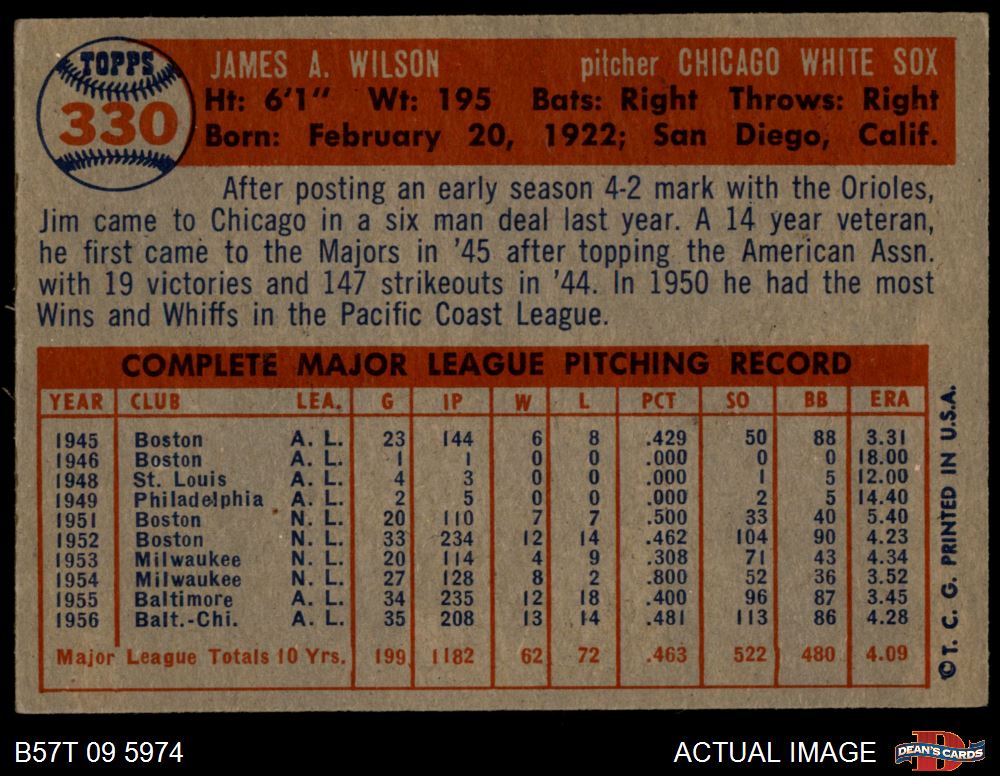 TOPPS
330
JAMES A. WILSON pitcher CHICAGO WHITE SOX
Ht: 6'1" Wt: 195 Bats: Right Throws: Right
Born: February 20, 1922; San Diego, Calif.
After posting an early season 4-2 mark with the Orioles,
Jim came to Chicago in a six man deal last year. A 14 year veteran,
he first came to the Majors in '45 after topping the American Assn.
with 19 victories and 147 strikeouts in '44. In 1950 he had the most
Wins and Whiffs in the Pacific Coast League.
COMPLETE MAJOR LEAGUE PITCHING RECORD
YEAR CLUB LEA. G IP W L PCT SO BB ERA
1945 Boston A. L. 23 144 6 8 .429 50 88 3.31
1946 Boston A. L. 1 1 0 0 .000 0 0 18.00
1948 St. Louis A. L. 4 3 0 0 .000 1 5 12.00
1949 Philadelphia A. L. 2 5 0 0 .000 2 5 14.40
1951 Boston N. L. 20 110 7 7 .500 33 40 5.40
1952 Boston N. L. 33 234 12 14 .462 104 90 4.23
1953 Milwaukee N. L. 20 114 4 9 .308 71 43 4.34
1954 Milwaukee N. L. 27 128 8 2 .800 52 36 3.52
1955 Baltimore A. L. 34 235 12 18 .400 96 87 3.45
1956 Balt.-Chi. A. L. 35 208 13 14 .481 113 86 4.28
Major League Totals 10 Yrs. 199 1182 62 72 .463 522 480 4.09
©T. C. G. PRINTED IN U.S.A.
B57T 09 5974 ACTUAL IMAGE
DEAN'S CARDS